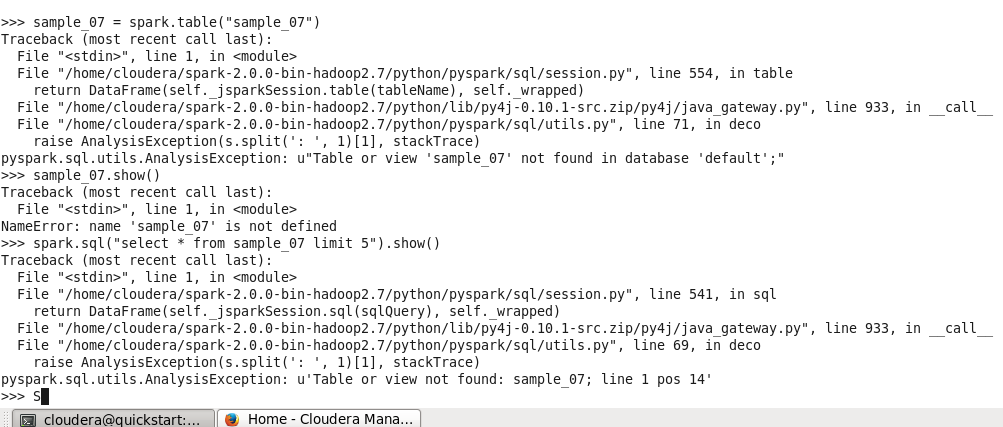 >>> sample_07 = spark.table("sample_07")
Traceback (most recent call last):
  File "<stdin>", line 1, in <module>
  File "/home/cloudera/spark-2.0.0-bin-hadoop2.7/python/pyspark/sql/session.py", line 554, in table
    return DataFrame(self._jsparkSession.table(tableName), self._wrapped)
  File "/home/cloudera/spark-2.0.0-bin-hadoop2.7/python/lib/py4j-0.10.1-src.zip/py4j/java_gateway.py", line 933, in __call__
  File "/home/cloudera/spark-2.0.0-bin-hadoop2.7/python/pyspark/sql/utils.py", line 71, in deco
    raise AnalysisException(s.split(': ', 1)[1], stackTrace)
pyspark.sql.utils.AnalysisException: u"Table or view 'sample_07' not found in database 'default';"
>>> sample_07.show()
Traceback (most recent call last):
  File "<stdin>", line 1, in <module>
NameError: name 'sample_07' is not defined
>>> spark.sql("select * from sample_07 limit 5").show()
Traceback (most recent call last):
  File "<stdin>", line 1, in <module>
  File "/home/cloudera/spark-2.0.0-bin-hadoop2.7/python/pyspark/sql/session.py", line 541, in sql
    return DataFrame(self._jsparkSession.sql(sqlQuery), self._wrapped)
  File "/home/cloudera/spark-2.0.0-bin-hadoop2.7/python/lib/py4j-0.10.1-src.zip/py4j/java_gateway.py", line 933, in __call__
  File "/home/cloudera/spark-2.0.0-bin-hadoop2.7/python/pyspark/sql/utils.py", line 69, in deco
    raise AnalysisException(s.split(': ', 1)[1], stackTrace)
pyspark.sql.utils.AnalysisException: u'Table or view not found: sample_07; line 1 pos 14'
>>> S
cloudera@quickstart:... Home - Cloudera Mana...